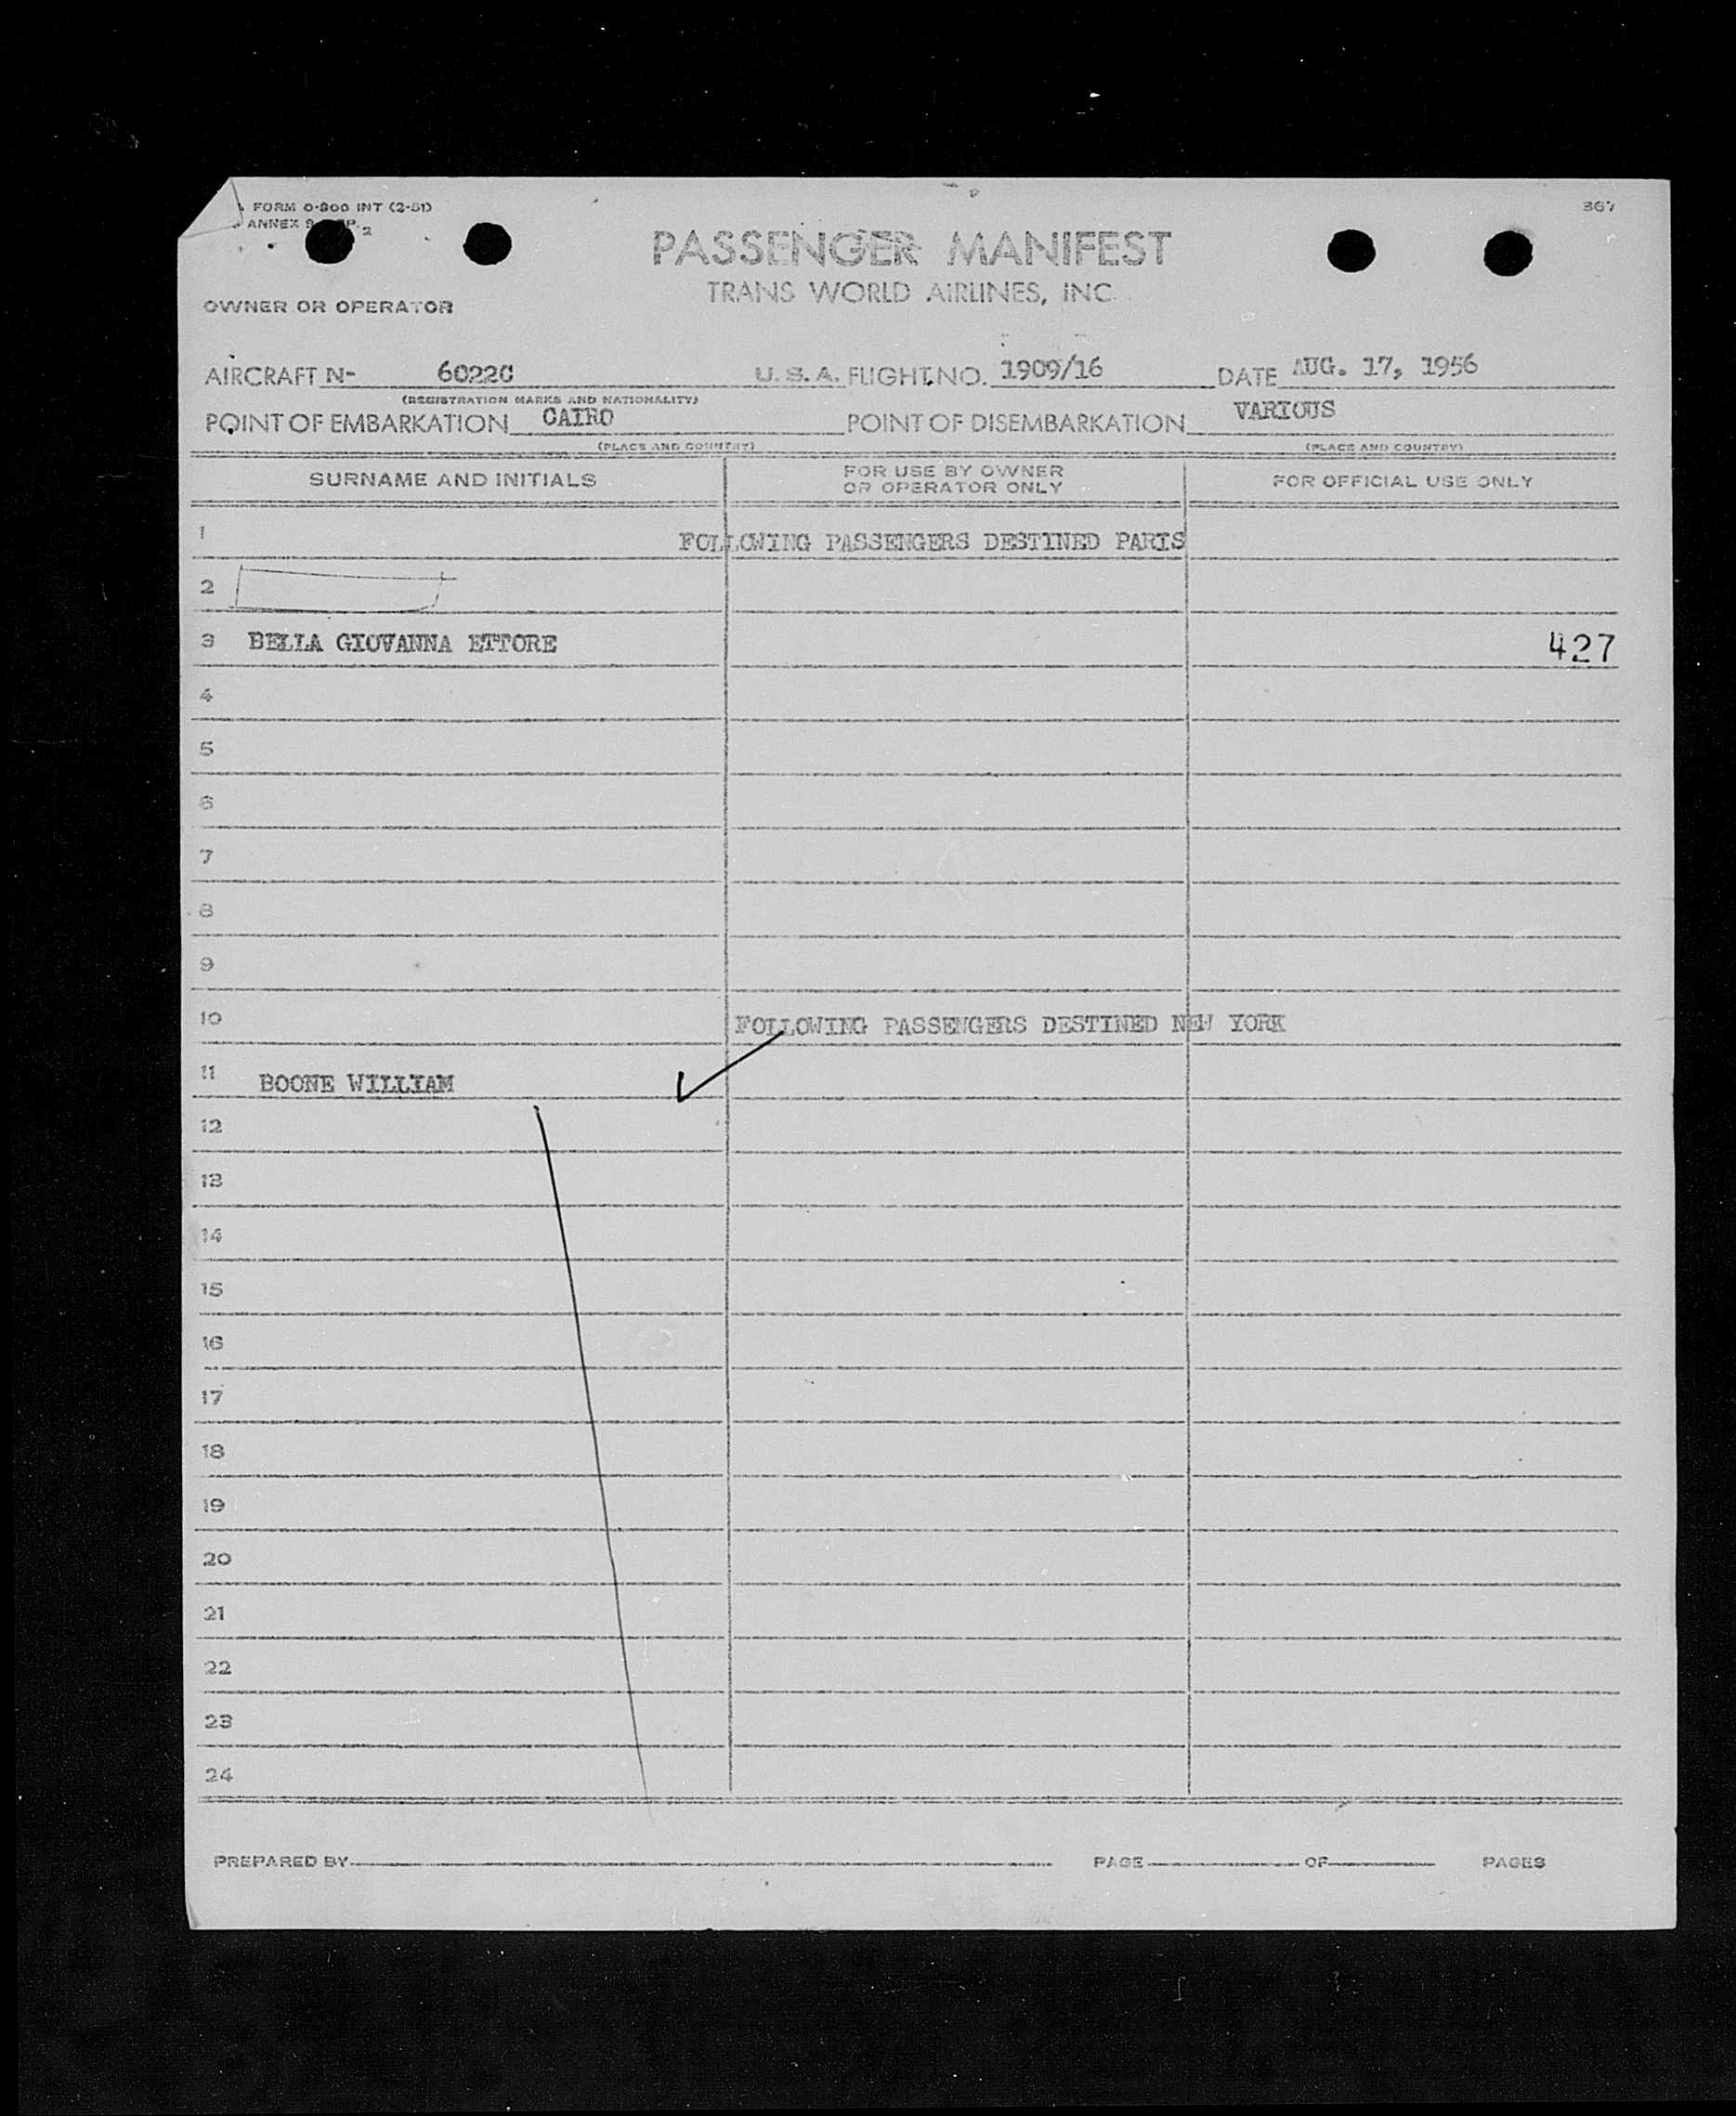 FORM O-800 INT (2-51)
367
ANNEX 9
PASSENGER MANIFEST
TRANS WORLD AIRLINES, INC.
OWNER OR OPERATOR
AIRCRAFT N- 6022C U. S. A. FLIGHT NO. 1909/16 DATE AUG. 17, 1956
(REGISTRATION MARKS AND NATIONALITY)
POINT OF EMBARKATION CAIRO POINT OF DISEMBARKATION VARIOUS
(PLACE AND COUNTRY) (PLACE AND COUNTRY)
SURNAME AND INITIALS FOR USE BY OWNER OR OPERATOR ONLY FOR OFFICIAL USE ONLY
1 FOLLOWING PASSENGERS DESTINED PARIS
2
3 BELLA GIOVANNA ETTORE 427
4
5
6
7
8
9
10 FOLLOWING PASSENGERS DESTINED NEW YORK
11 BOONE WILLIAM
12
13
14
15
16
17
18
19
20
21
22
23
24
PREPARED BY PAGE OF PAGES